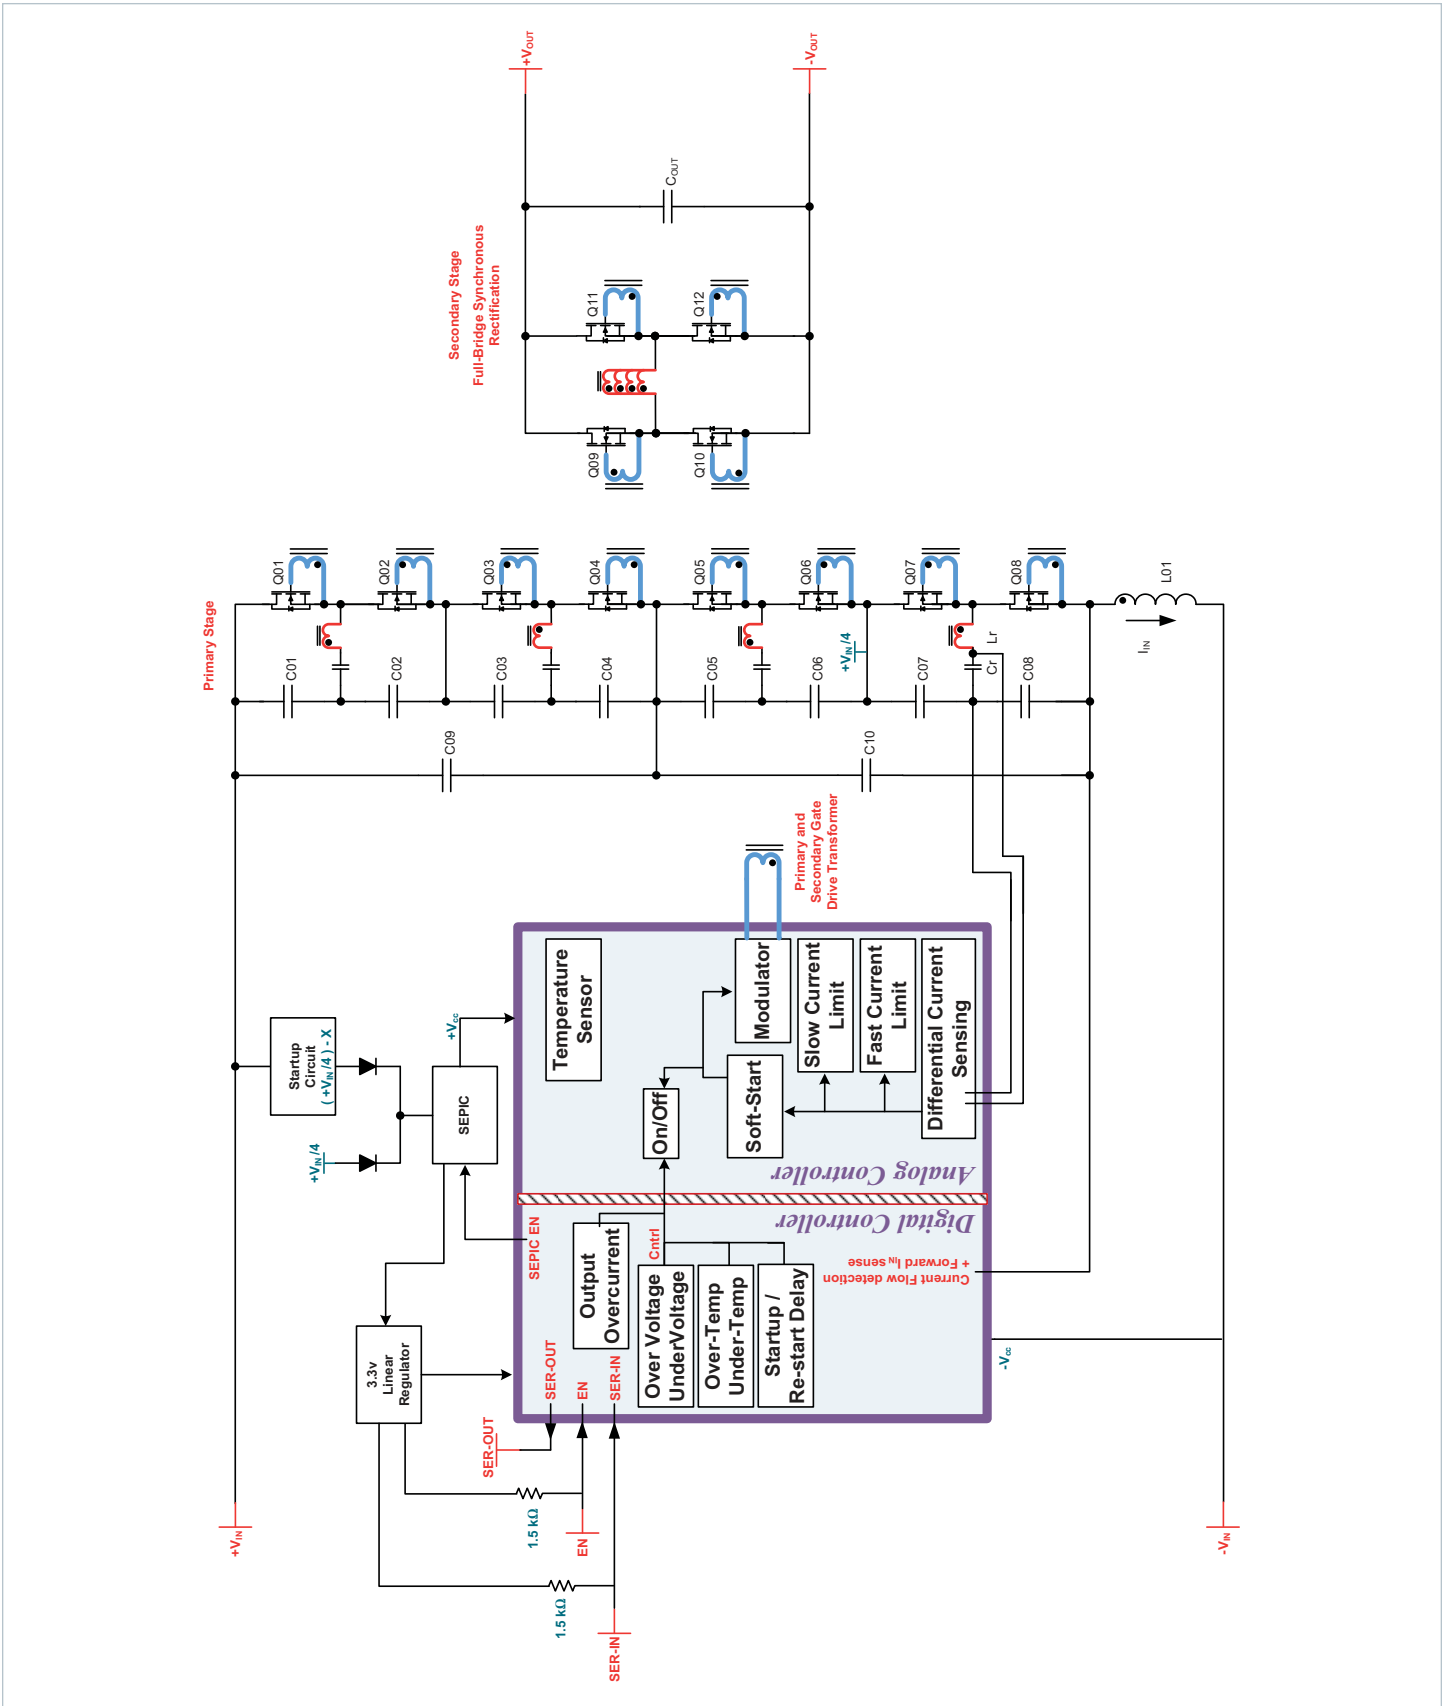 +VOUT
-VOUT
COUT
Secondary Stage
Full-Bridge Synchronous
Rectification
Q11
Q12
Q09
Q10
Primary Stage
Q01
Q02
Q03
Q04
Q05
Q06
Q07
Q08
L01
IIN
C01
C02
C03
C04
C05
C06
C07
C08
+VIN/4
Lr
Cr
C09
C10
Primary and
Secondary Gate
Drive Transformer
Startup
Circuit
( +VIN/4 ) - X
+VIN/4
SEPIC
+Vcc
Temperature
Sensor
Modulator
Slow Current
Limit
Fast Current
Limit
Differential Current
Sensing
On/Off
Soft-Start
Analog Controller
Digital Controller
SEPIC EN
Output
Overcurrent
Cntrl
Over Voltage
UnderVoltage
Over-Temp
Under-Temp
Startup /
Re-start Delay
Current Flow detection
+ Forward IIN sense
SER-OUT
EN
SER-IN
-Vcc
3.3v
Linear
Regulator
SER-OUT
1.5 kΩ
EN
1.5 kΩ
SER-IN
+VIN
-VIN